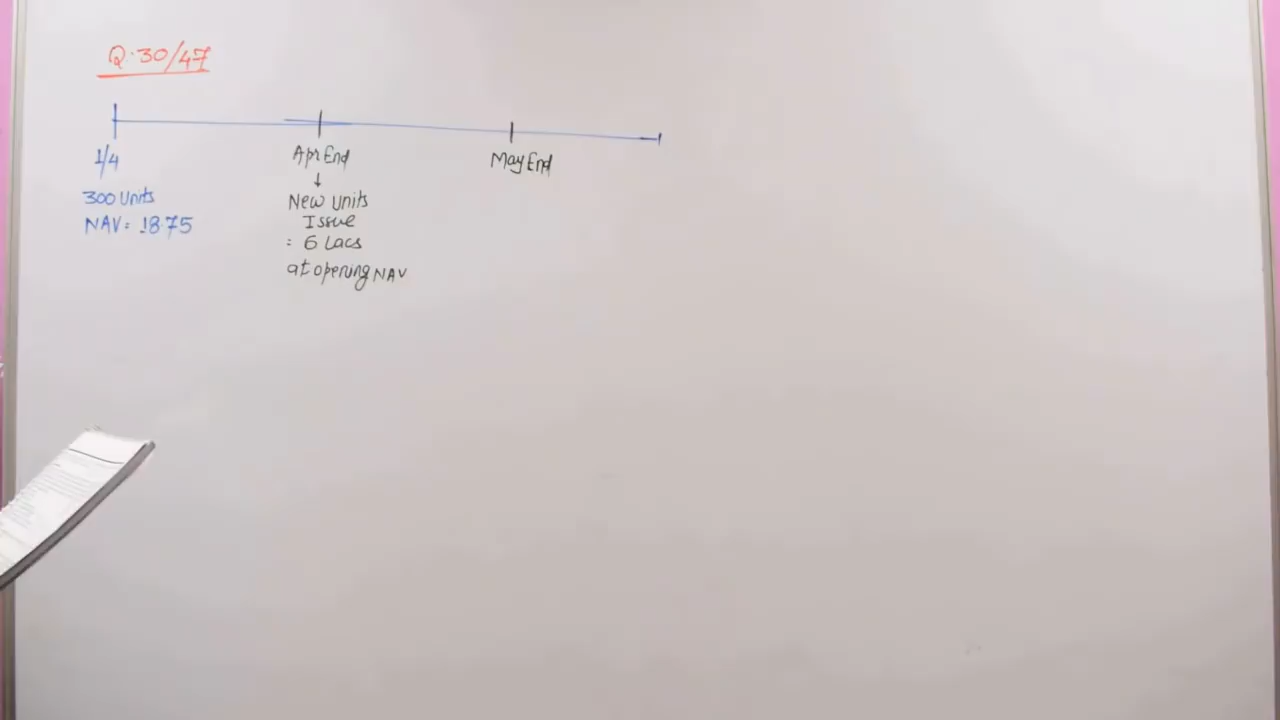 Q.30/47
1/4
300 Units
NAV = 18.75
Apr End
↓
New Units
Issue
= 6 Lacs
at opening NAV
May End